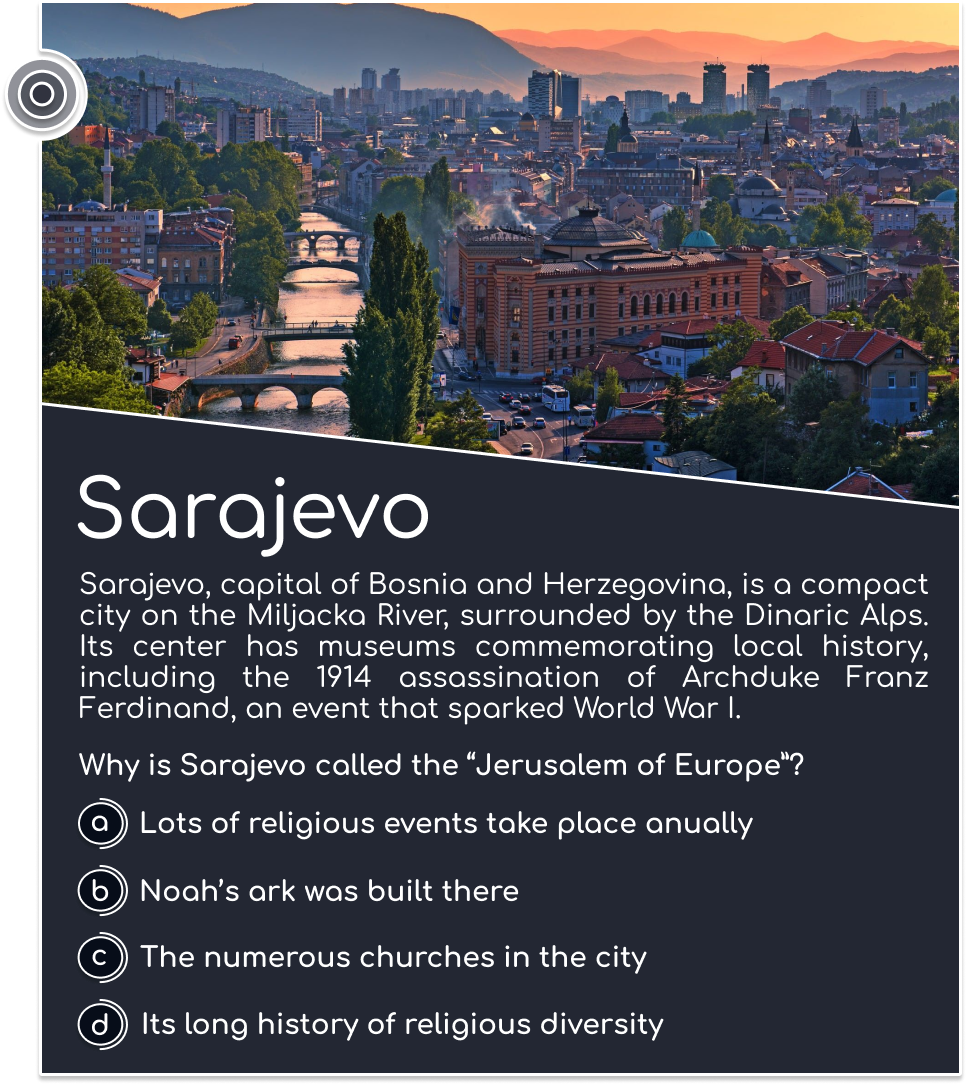 Sarajevo
Sarajevo, capital of Bosnia and Herzegovina, is a compact
city on the Miljacka River, surrounded by the Dinaric Alps.
Its center has museums commemorating local history,
including the 1914 assassination of Archduke Franz
Ferdinand, an event that sparked World War I.
Why is Sarajevo called the “Jerusalem of Europe”?
a Lots of religious events take place anually
b Noah’s ark was built there
c The numerous churches in the city
d Its long history of religious diversity